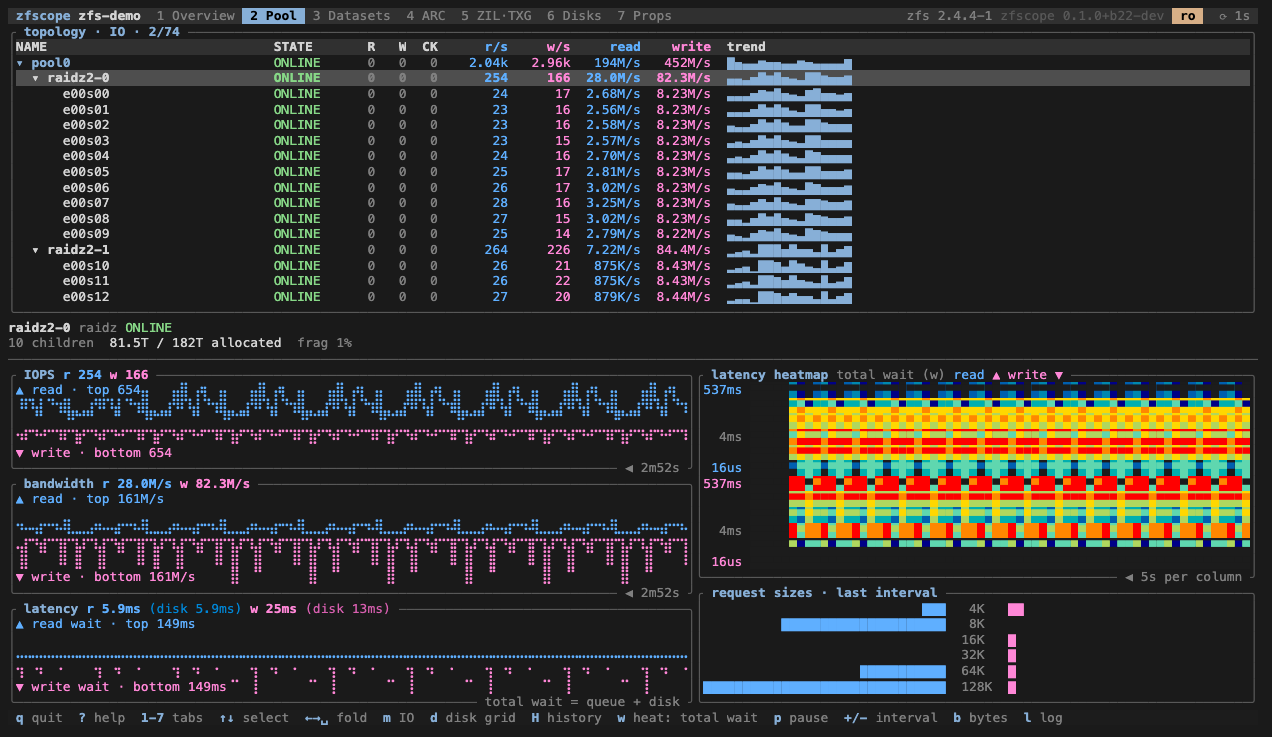 zfscope zfs-demo 1 Overview 2 Pool 3 Datasets 4 ARC 5 ZIL·TXG 6 Disks 7 Props zfs 2.4.4-1 zfscope 0.1.0+b22-dev ro ⟳ 1s
topology · IO · 2/74
NAME STATE R W CK r/s w/s read write trend
▾ pool0 ONLINE 0 0 0 2.04k 2.96k 194M/s 452M/s
▾ raidz2-0 ONLINE 0 0 0 254 166 28.0M/s 82.3M/s
e00s00 ONLINE 0 0 0 24 17 2.68M/s 8.23M/s
e00s01 ONLINE 0 0 0 23 16 2.56M/s 8.23M/s
e00s02 ONLINE 0 0 0 23 16 2.58M/s 8.23M/s
e00s03 ONLINE 0 0 0 23 15 2.57M/s 8.23M/s
e00s04 ONLINE 0 0 0 24 16 2.70M/s 8.23M/s
e00s05 ONLINE 0 0 0 25 17 2.81M/s 8.23M/s
e00s06 ONLINE 0 0 0 26 17 3.02M/s 8.23M/s
e00s07 ONLINE 0 0 0 28 16 3.25M/s 8.23M/s
e00s08 ONLINE 0 0 0 27 15 3.02M/s 8.23M/s
e00s09 ONLINE 0 0 0 25 14 2.79M/s 8.22M/s
▾ raidz2-1 ONLINE 0 0 0 264 226 7.22M/s 84.4M/s
e00s10 ONLINE 0 0 0 26 21 875K/s 8.43M/s
e00s11 ONLINE 0 0 0 26 22 875K/s 8.43M/s
e00s12 ONLINE 0 0 0 27 20 879K/s 8.44M/s
raidz2-0 raidz ONLINE
10 children 81.5T / 182T allocated frag 1%
IOPS r 254 w 166
▲ read · top 654
▼ write · bottom 654
◀ 2m52s
bandwidth r 28.0M/s w 82.3M/s
▲ read · top 161M/s
▼ write · bottom 161M/s
◀ 2m52s
latency r 5.9ms (disk 5.9ms) w 25ms (disk 13ms)
▲ read wait · top 149ms
▼ write wait · bottom 149ms
total wait = queue + disk
latency heatmap total wait (w) read ▲ write ▼
537ms
4ms
16us
537ms
4ms
16us
◀ 5s per column
request sizes · last interval
4K
8K
16K
32K
64K
128K
q quit ? help 1-7 tabs ↑↓ select ←→␣ fold m IO d disk grid H history w heat: total wait p pause +/- interval b bytes l log